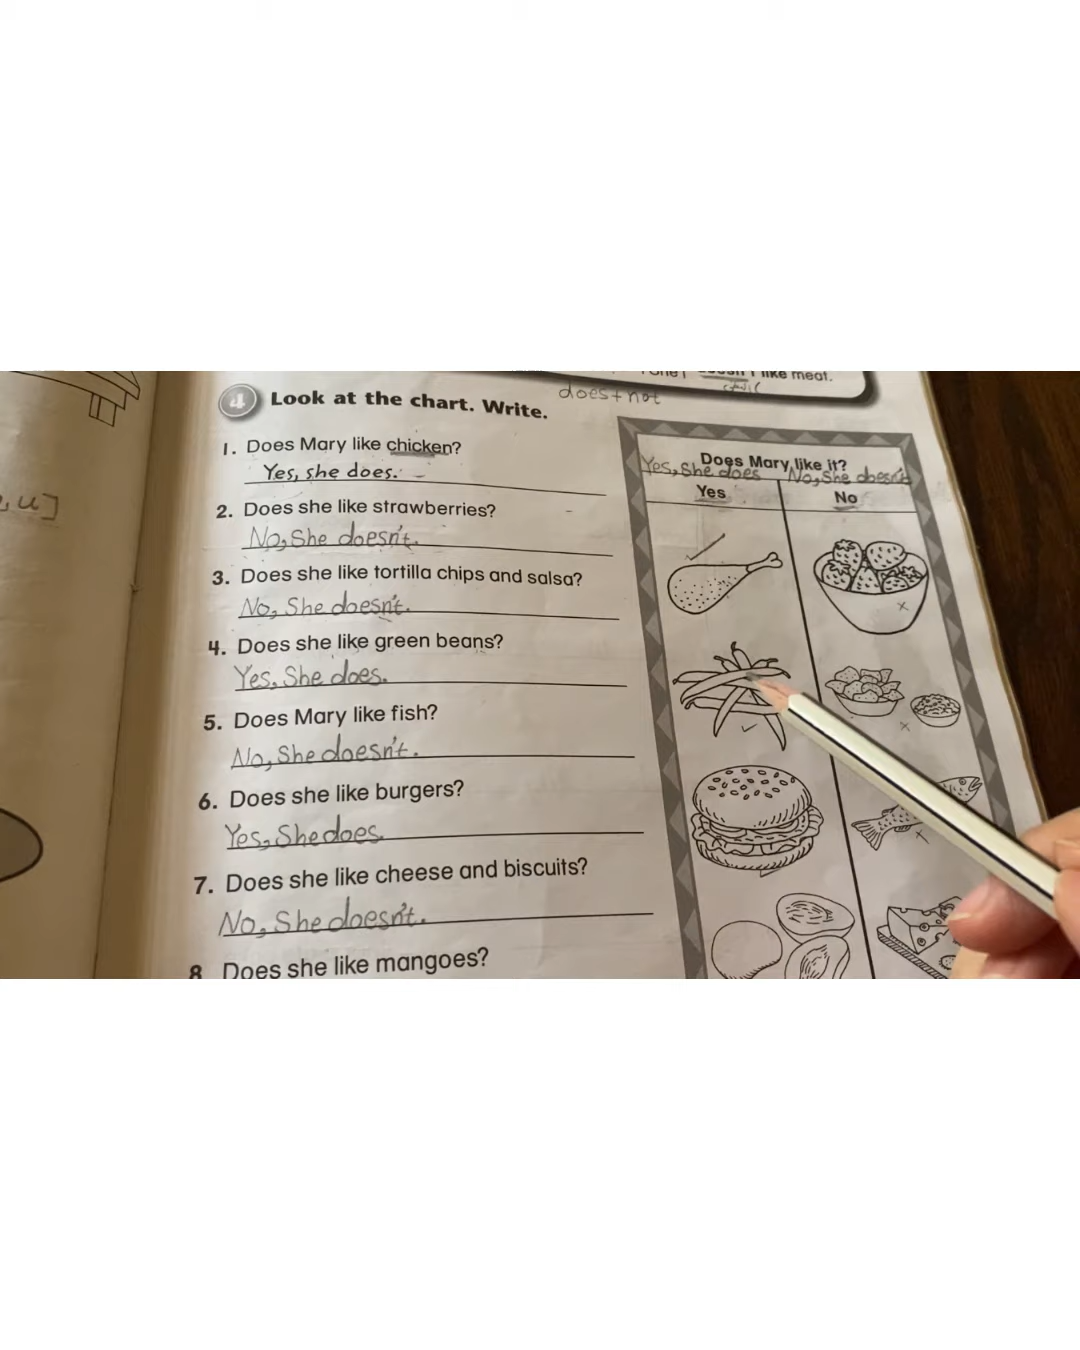 like meat.
does+not
4 Look at the chart. Write.
1. Does Mary like chicken?
Yes, she does.
2. Does she like strawberries?
No, She doesn't.
3. Does she like tortilla chips and salsa?
No, She doesn't.
4. Does she like green beans?
Yes, She does.
5. Does Mary like fish?
No, She doesn't.
6. Does she like burgers?
Yes, She does
7. Does she like cheese and biscuits?
No, She doesn't.
8 Does she like mangoes?
Does Mary like it?
Yes, She does No, She
Yes No